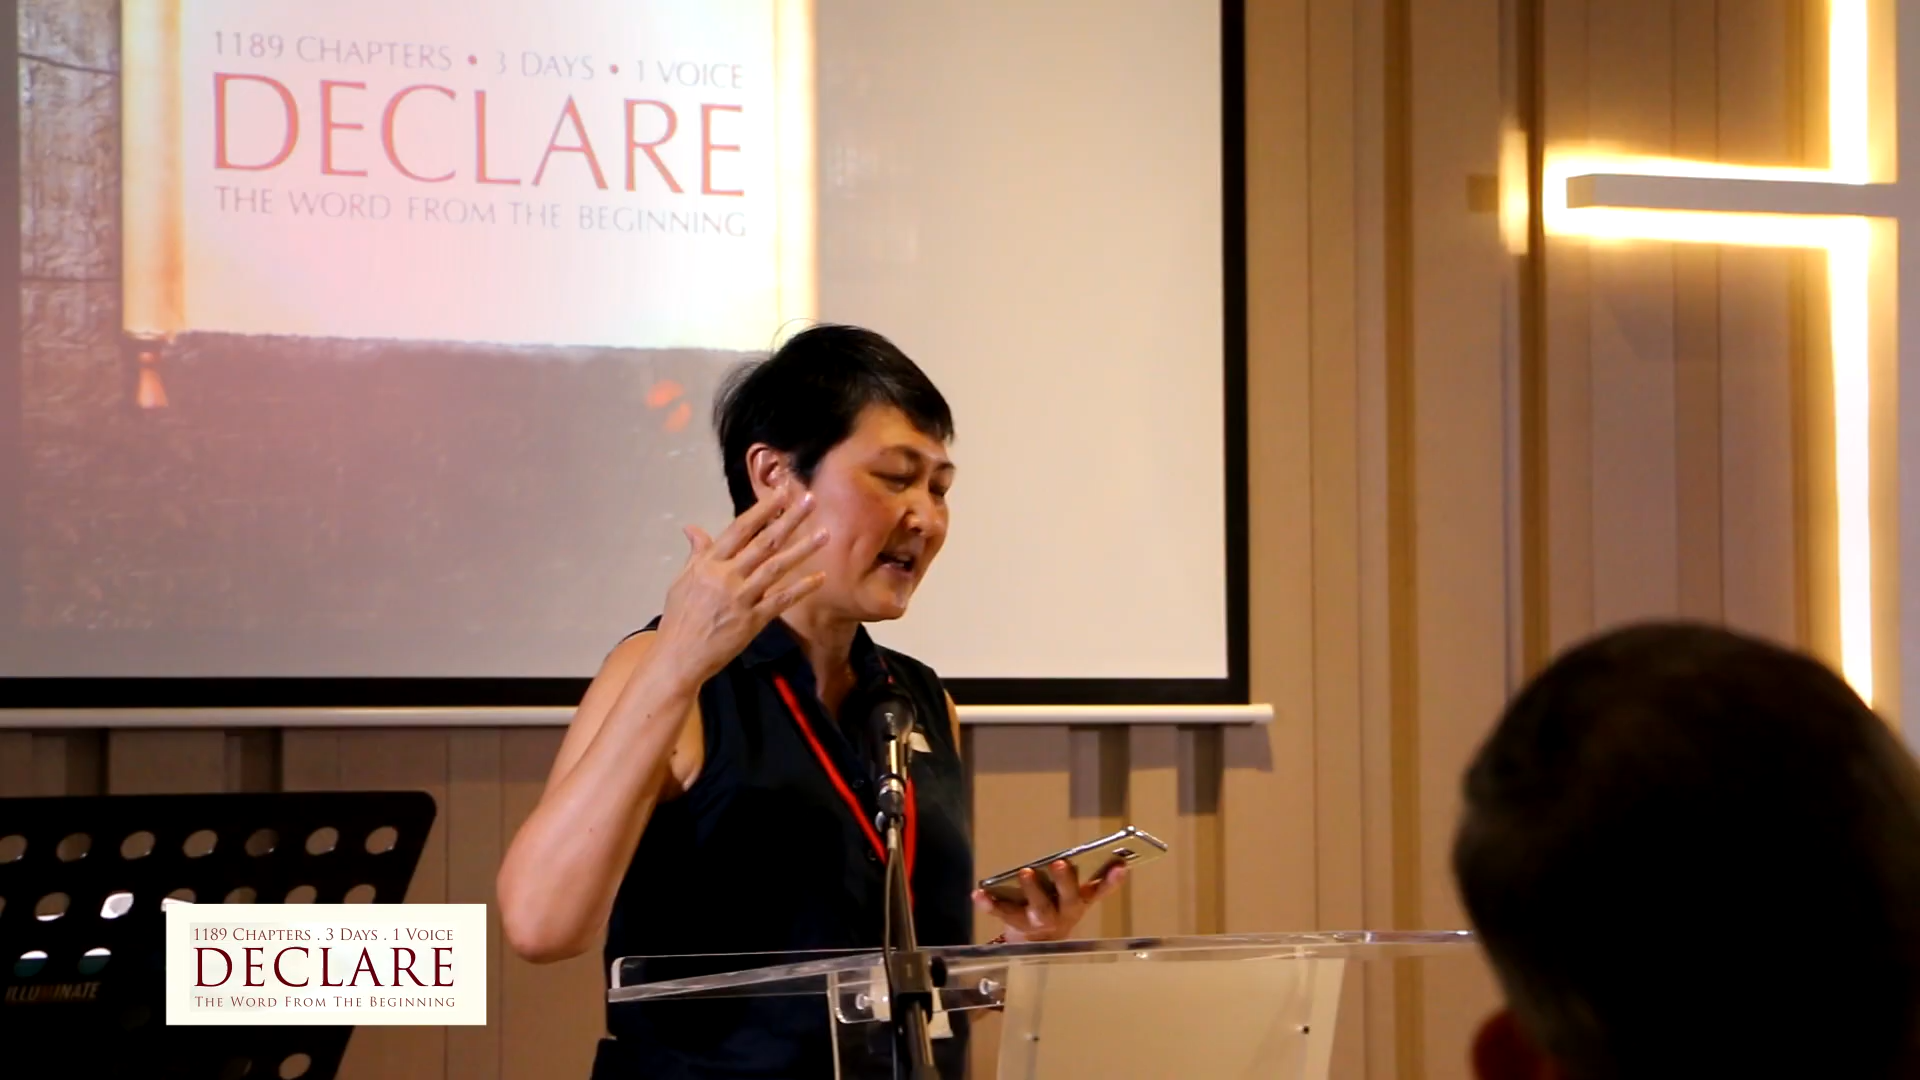 1189 CHAPTERS • 3 DAYS • 1 VOICE
DECLARE
THE WORD FROM THE BEGINNING
ILLUMINATE
1189 CHAPTERS . 3 DAYS . 1 VOICE
DECLARE
THE WORD FROM THE BEGINNING